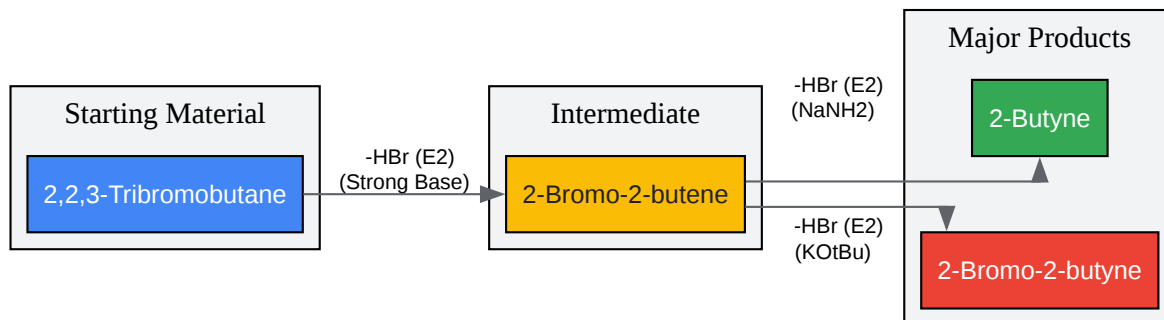 Starting Material
2,2,3-Tribromobutane
-HBr (E2)
(Strong Base)
Intermediate
2-Bromo-2-butene
-HBr (E2)
(NaNH2)
-HBr (E2)
(KOtBu)
Major Products
2-Butyne
2-Bromo-2-butyne